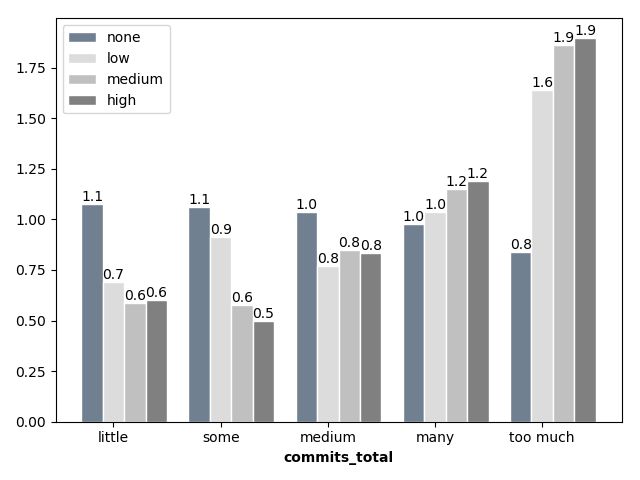 none
low
medium
high
1.75
1.50
1.25
1.00
0.75
0.50
0.25
0.00
1.1 0.7 0.6 0.6
1.1 0.9 0.6 0.5
1.0 0.8 0.8 0.8
1.0 1.0 1.2 1.2
0.8 1.6 1.9 1.9
little some medium many too much
commits_total